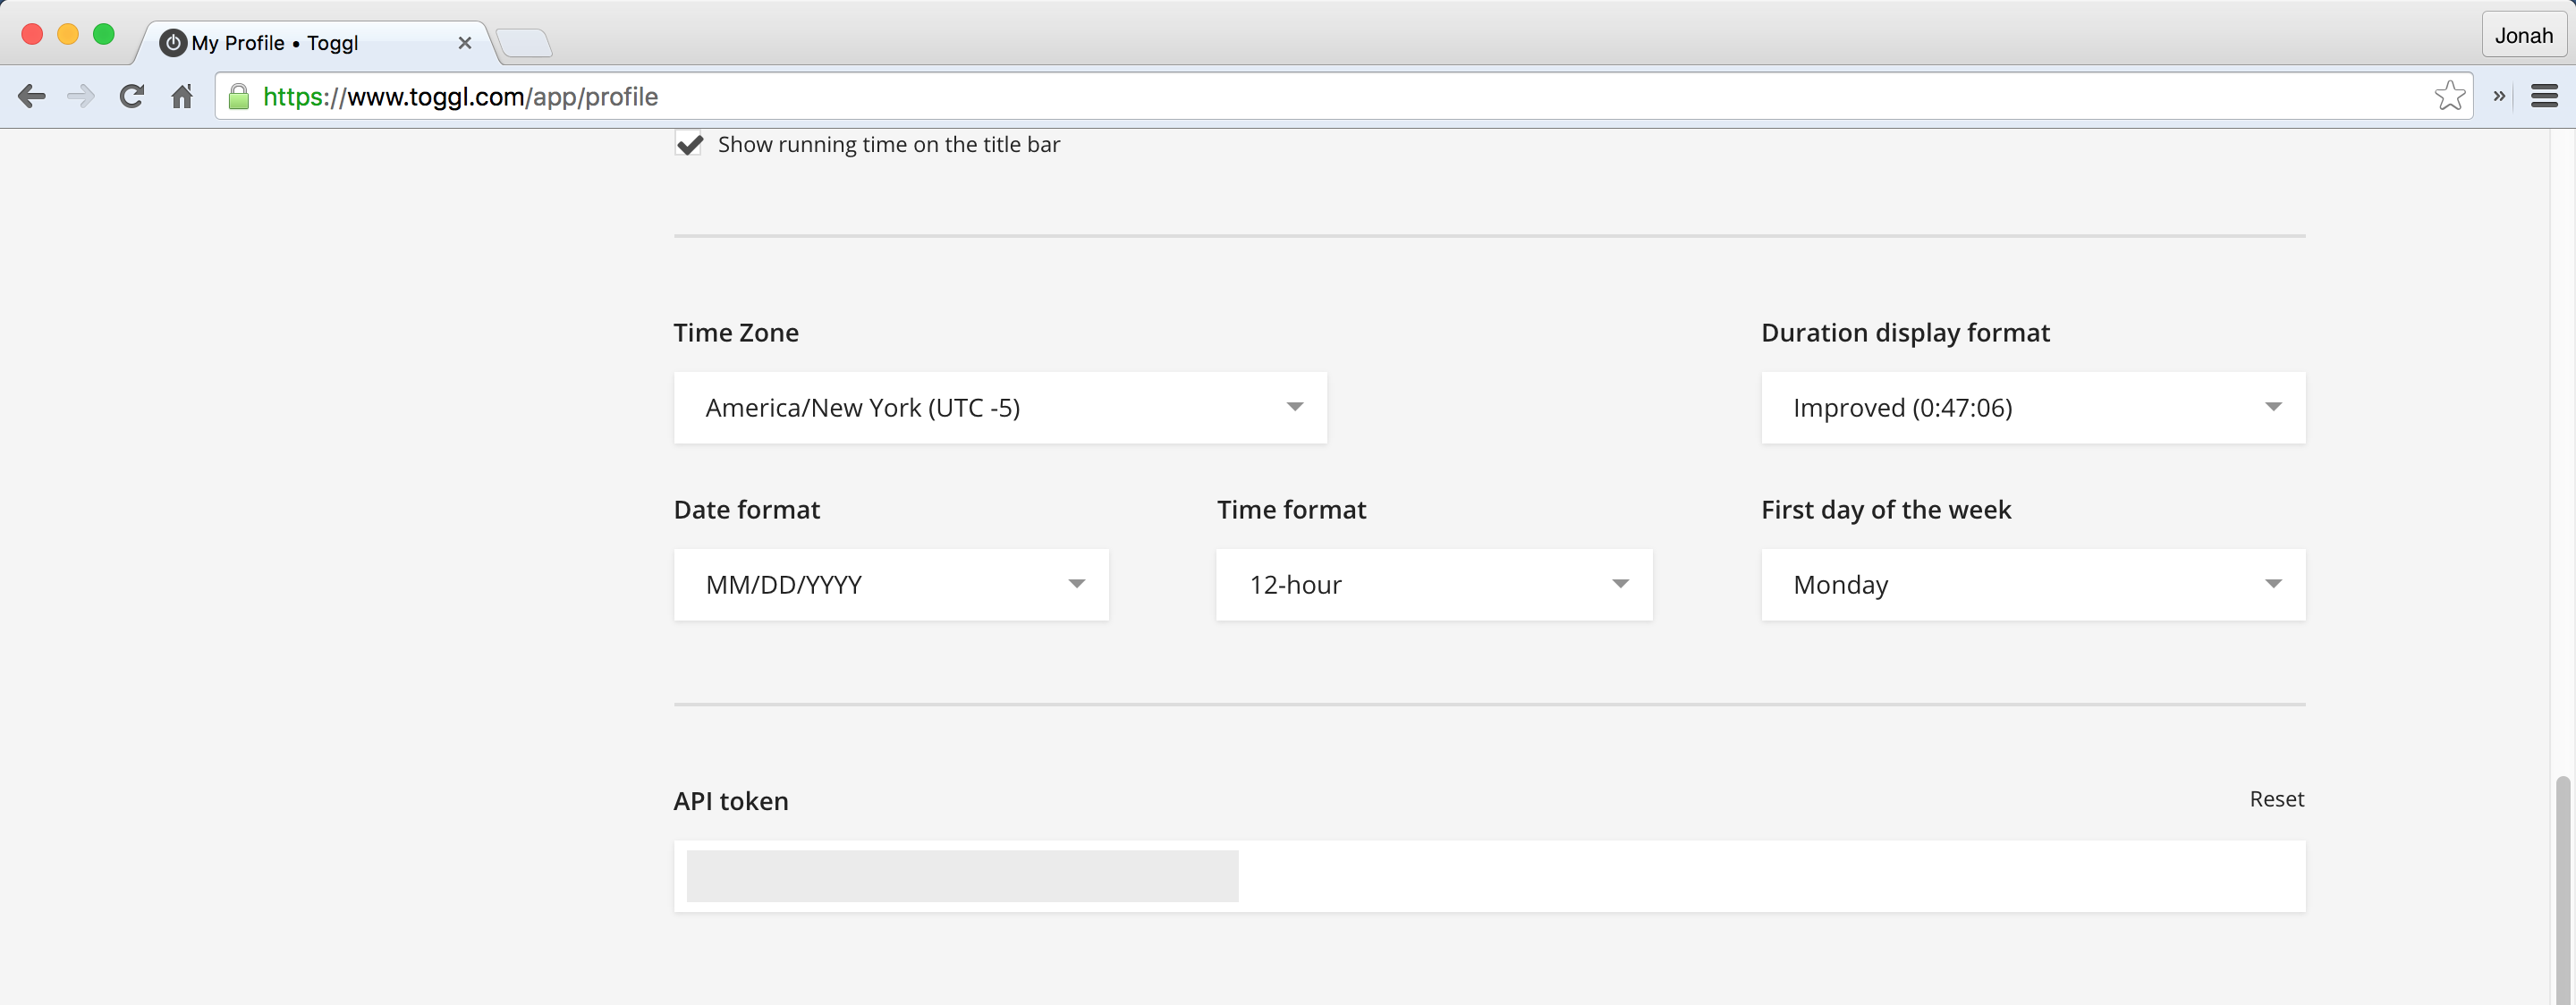 My Profile • Toggl
Jonah
https://www.toggl.com/app/profile
Show running time on the title bar
Time Zone
Duration display format
America/New York (UTC -5)
Improved (0:47:06)
Date format
Time format
First day of the week
MM/DD/YYYY
12-hour
Monday
API token
Reset